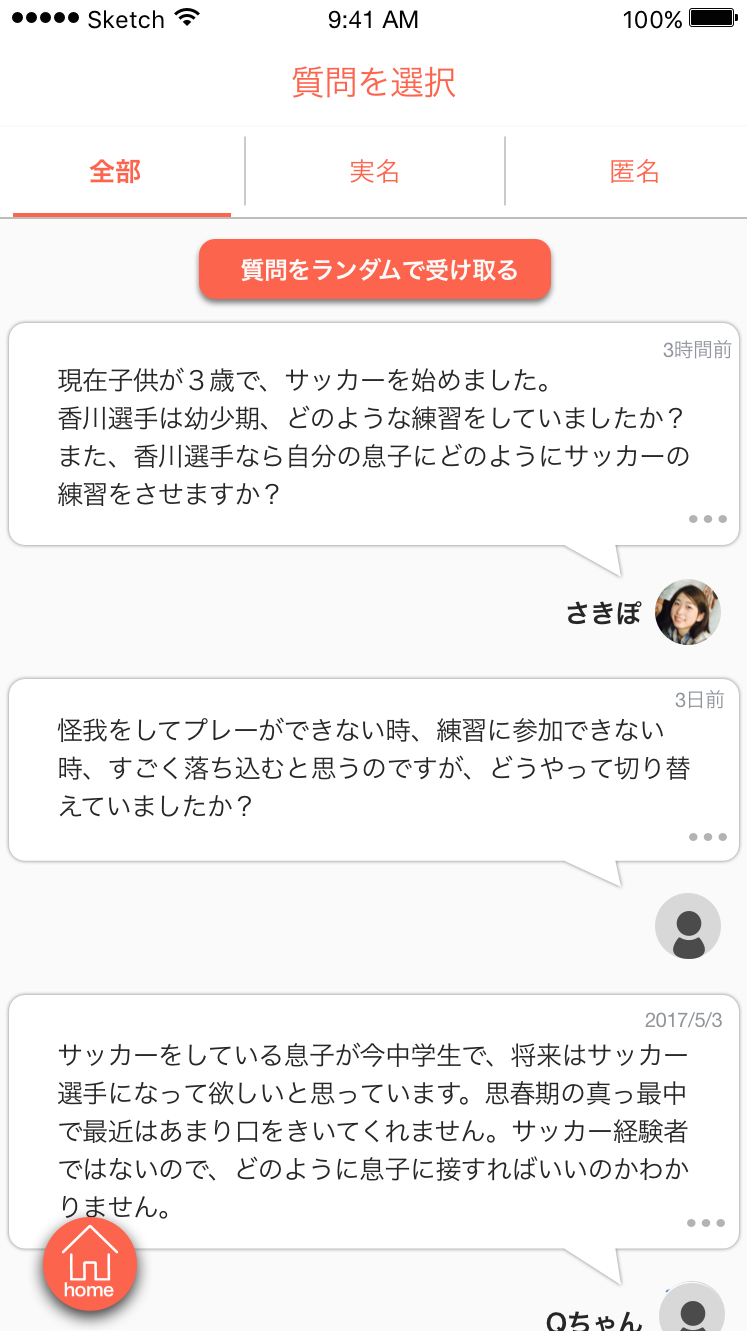 Sketch 9:41 AM 100%
質問を選択
全部 実名 匿名
質問をランダムで受け取る
3時間前
現在子供が３歳で、サッカーを始めました。
香川選手は幼少期、どのような練習をしていましたか？
また、香川選手なら自分の息子にどのようにサッカーの
練習をさせますか？
さきぽ
3日前
怪我をしてプレーができない時、練習に参加できない
時、すごく落ち込むと思うのですが、どうやって切り替
えていましたか？
2017/5/3
サッカーをしている息子が今中学生で、将来はサッカー
選手になって欲しいと思っています。思春期の真っ最中
で最近はあまり口をきいてくれません。サッカー経験者
ではないので、どのように息子に接すればいいのかわか
りません。
home
Qちゃん